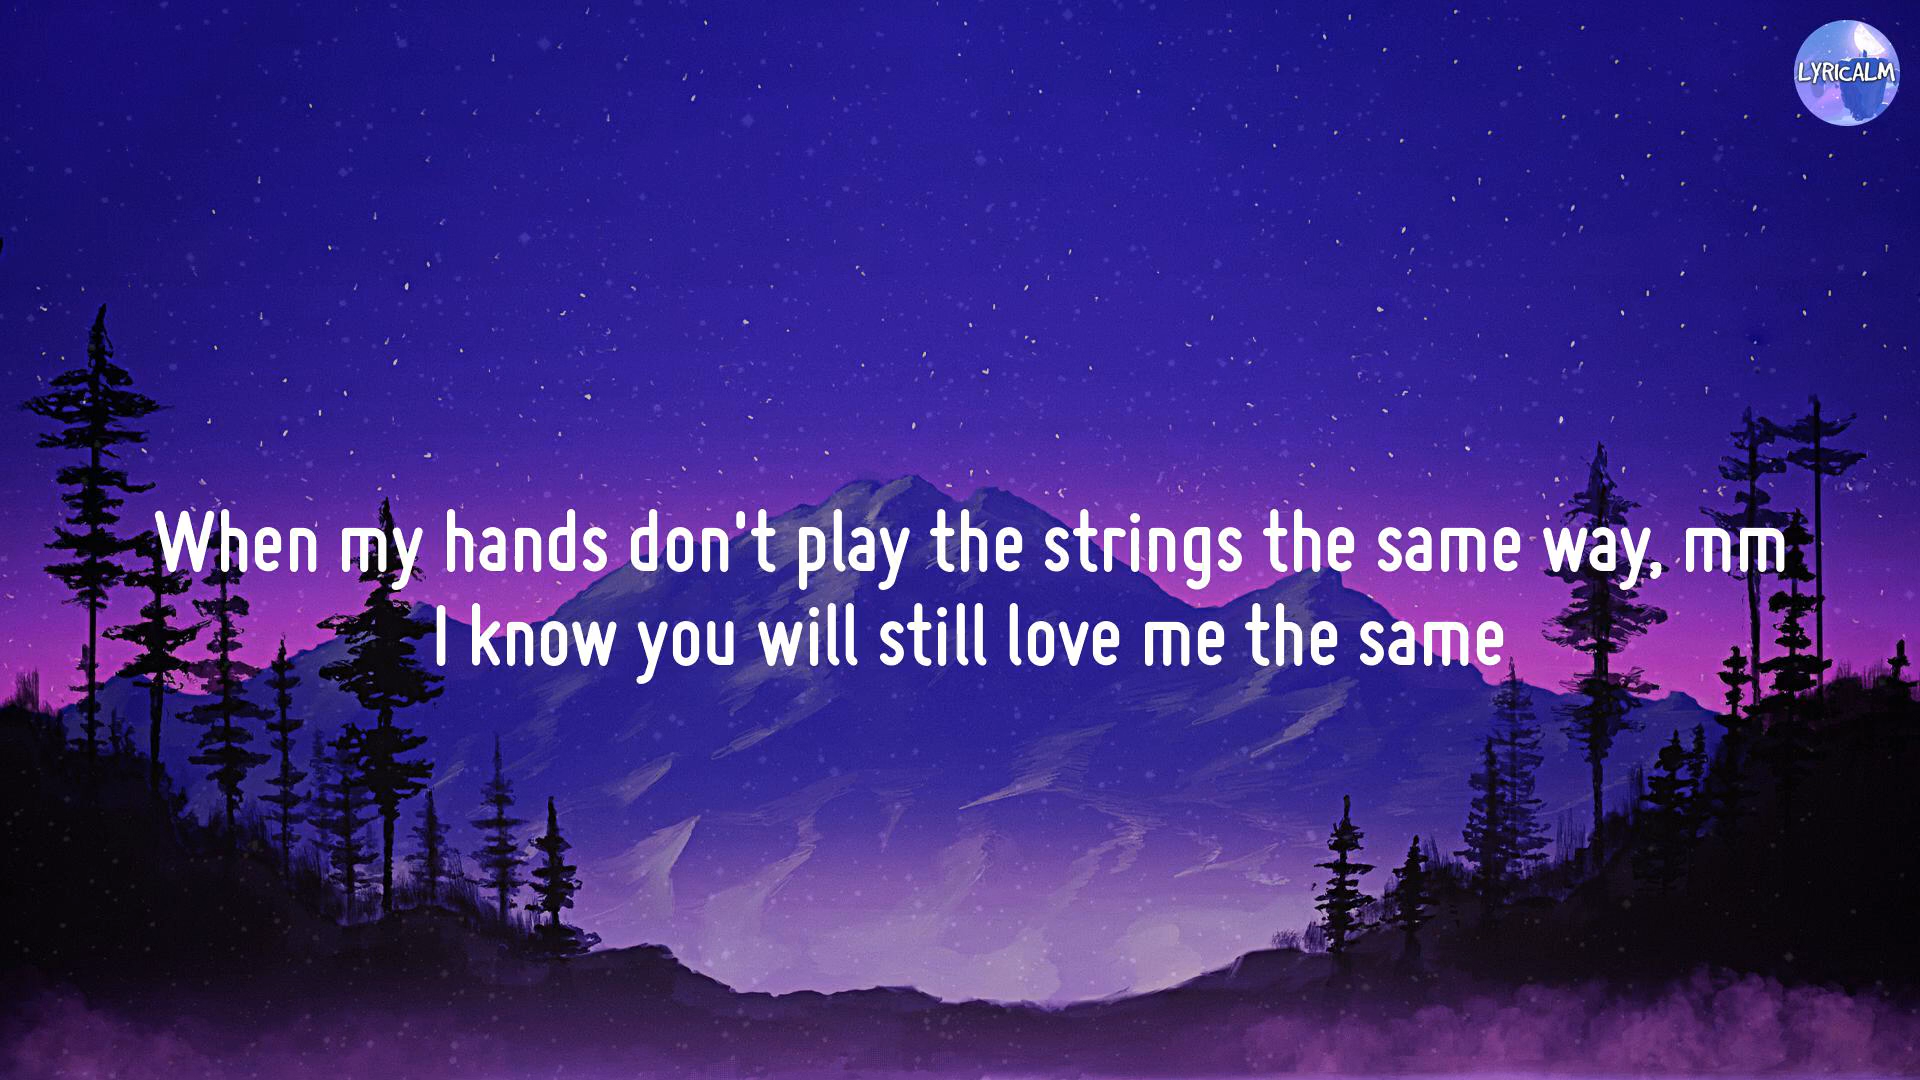 LYRICALM
When my hands don't play the strings the same way, mm
I know you will still love me the same